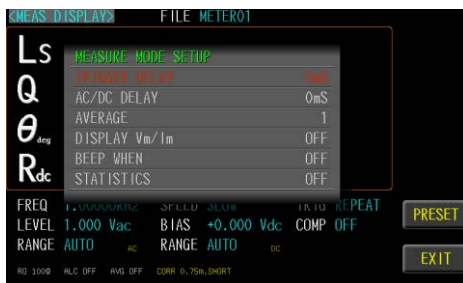 <MEAS DISPLAY> FILE METER01
Ls
MEASURE MODE SETUP
TRIGGER DELAY 0mS
Q
AC/DC DELAY 0mS
AVERAGE 1
θdeg
DISPLAY Vm/Im OFF
BEEP WHEN OFF
Rdc
STATISTICS OFF
FREQ 1.00000kHz SPEED SLOW TRIG REPEAT
LEVEL 1.000 Vac BIAS +0.000 Vdc COMP OFF
PRESET
RANGE AUTO AC RANGE AUTO DC
EXIT
RO 100Ω ALC OFF AVG OFF CORR 0.75m,SHORT